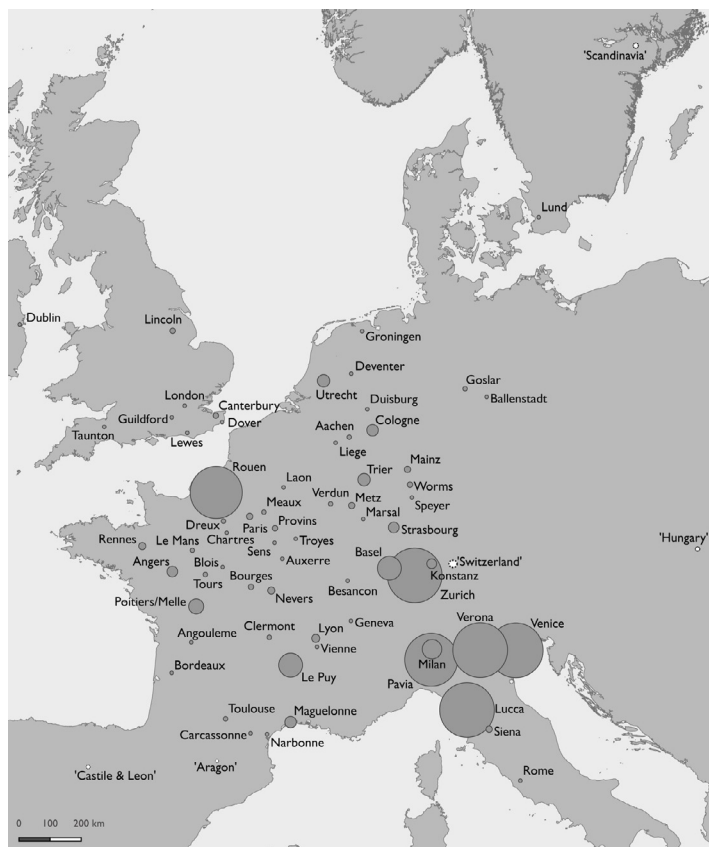 'Scandinavia'
Lund
Dublin
Lincoln
Groningen
Deventer
Utrecht
Goslar
Ballenstadt
London
Canterbury
Guildford
Dover
Taunton
Lewes
Duisburg
Cologne
Aachen
Liege
Rouen
Laon
Trier
Mainz
Meaux
Verdun
Metz
Worms
Speyer
Dreux
Paris
Provins
Marsal
Strasbourg
Rennes
Le Mans
Chartres
Troyes
Sens
'Hungary'
Angers
Blois
Auxerre
Basel
'Switzerland'
Konstanz
Tours
Bourges
Besancon
Zurich
Nevers
Poitiers/Melle
Geneva
Verona
Venice
Angouleme
Clermont
Lyon
Vienne
Milan
Bordeaux
Le Puy
Pavia
Toulouse
Maguelonne
Lucca
Carcassonne
Narbonne
Siena
'Castile & Leon'
'Aragon'
Rome
0 100 200 km